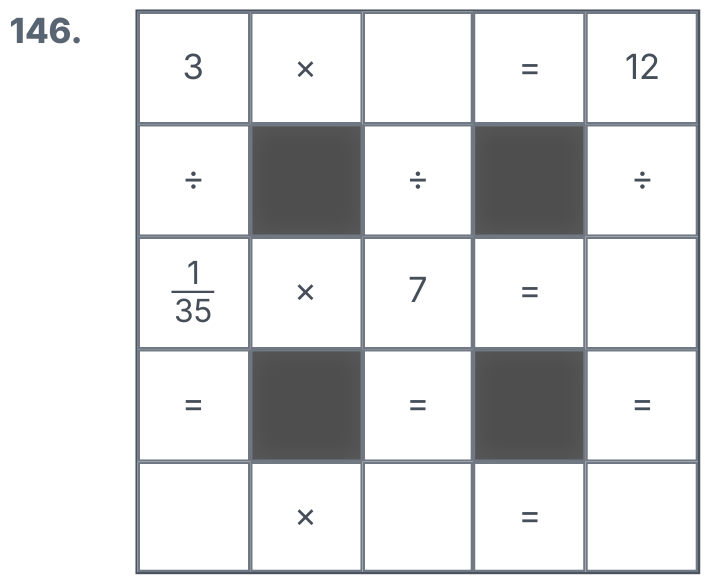 146.
3 × = 12
÷ ÷ ÷
1/35 × 7 =
= = =
× =